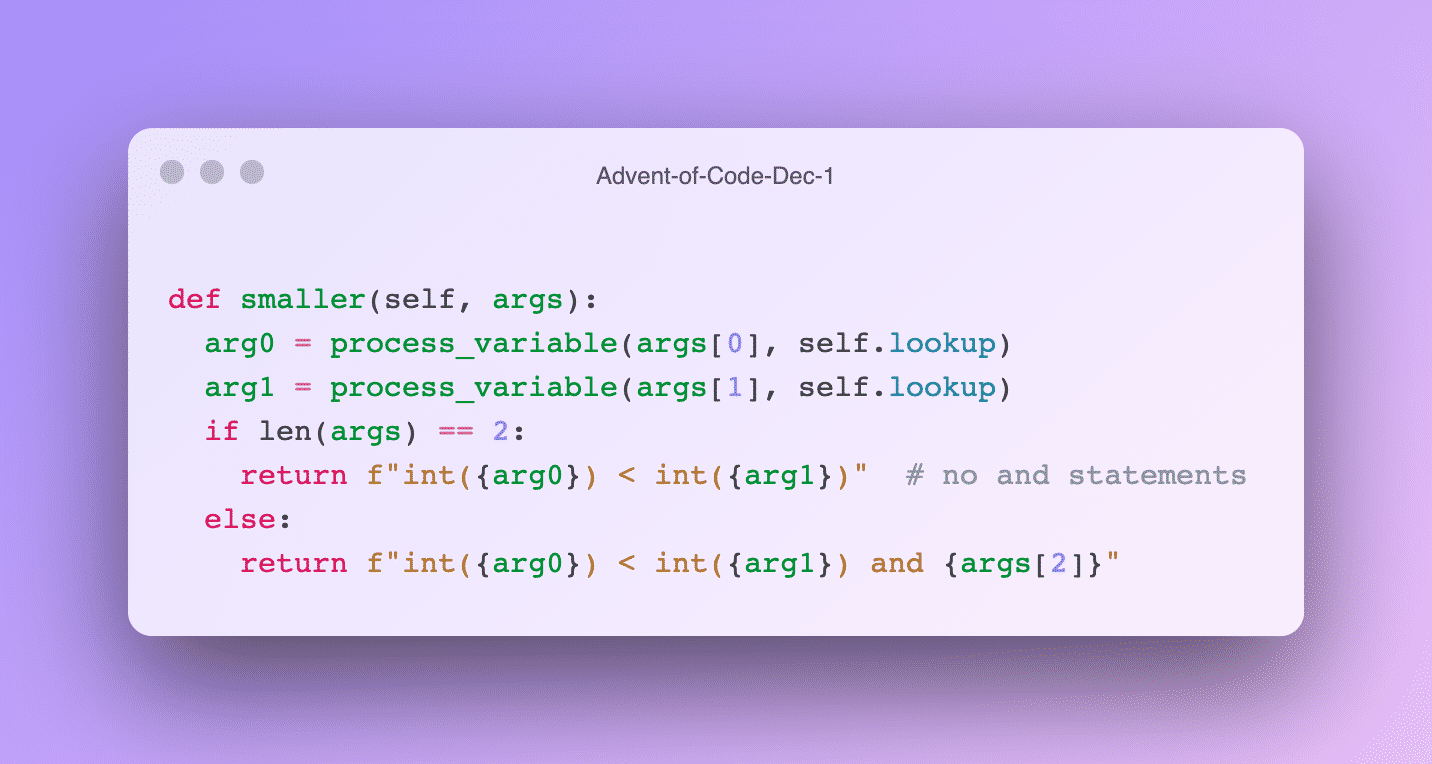 Advent-of-Code-Dec-1
def smaller(self, args):
  arg0 = process_variable(args[0], self.lookup)
  arg1 = process_variable(args[1], self.lookup)
  if len(args) == 2:
    return f"int({arg0}) < int({arg1})"  # no and statements
  else:
    return f"int({arg0}) < int({arg1}) and {args[2]}"